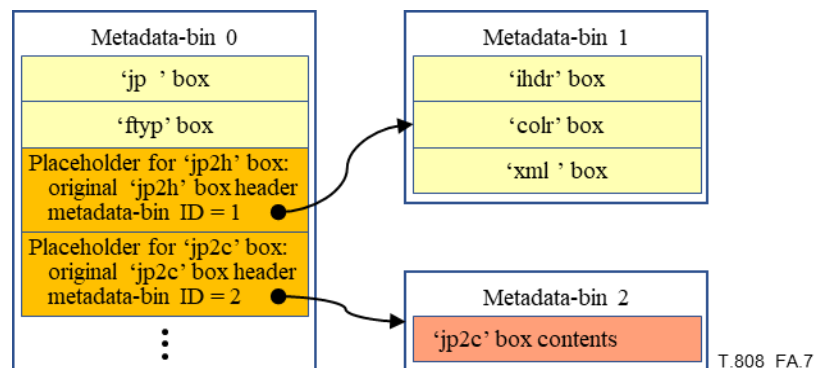 Metadata-bin 0
‘jp  ’ box
‘ftyp’ box
Placeholder for ‘jp2h’ box:
original ‘jp2h’ box header
metadata-bin ID = 1
Placeholder for ‘jp2c’ box:
original ‘jp2c’ box header
metadata-bin ID = 2
⋮
Metadata-bin 1
‘ihdr’ box
‘colr’ box
‘xml ’ box
Metadata-bin 2
‘jp2c’ box contents
T.808_FA.7